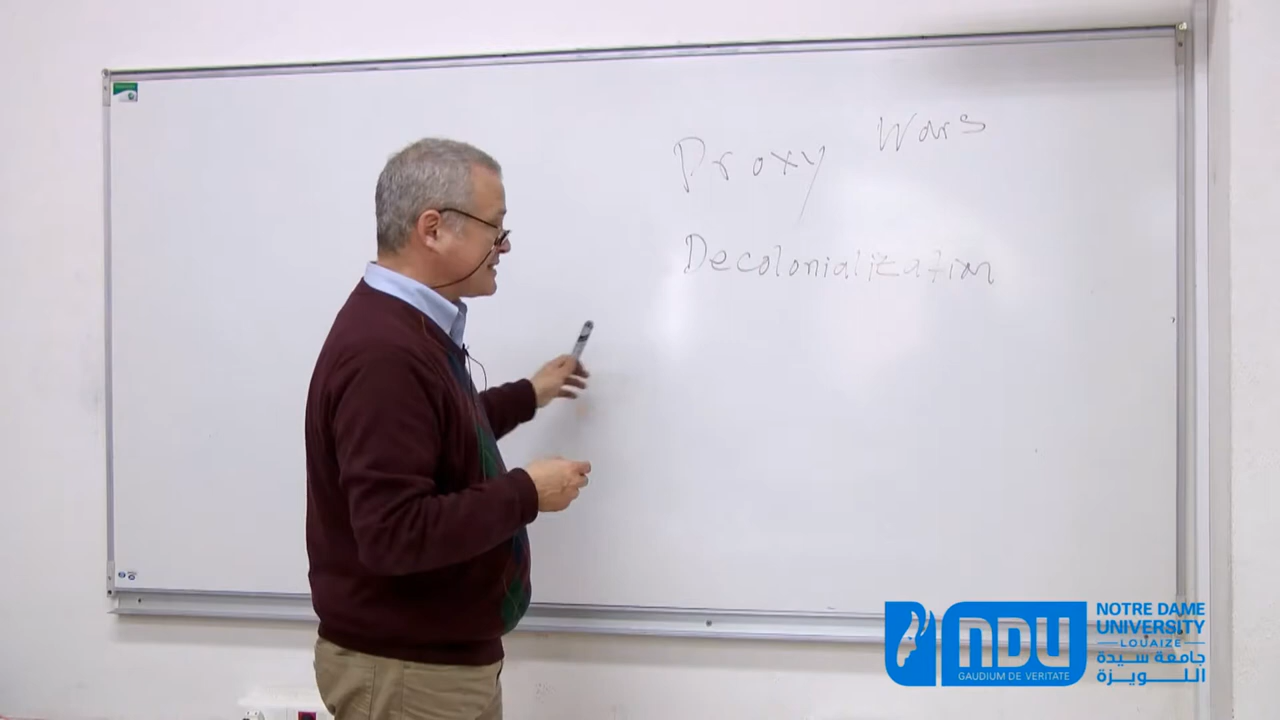 Proxy Wars
Decolonialization
NDU
GAUDIUM DE VERITATE
NOTRE DAME
UNIVERSITY
LOUAIZE
جامعة سيدة
اللويزة